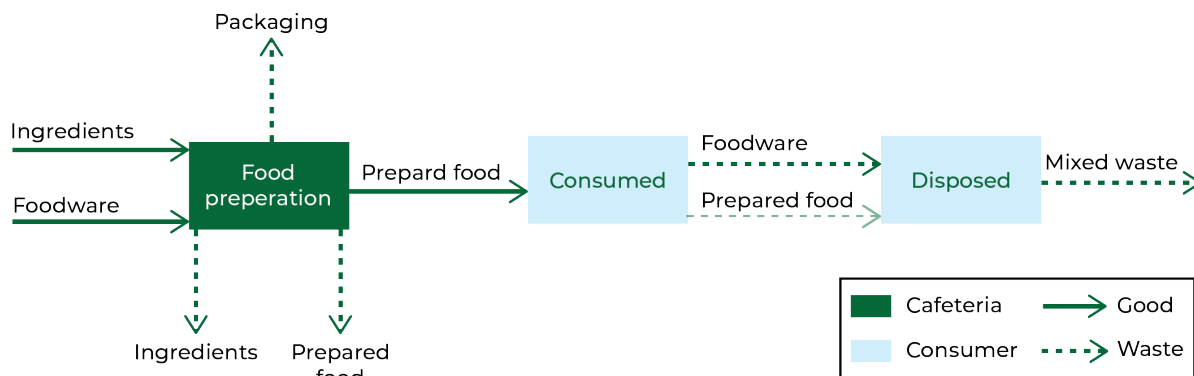 Packaging
Ingredients
Foodware
Food
preperation
Prepard food
Consumed
Foodware
Prepared food
Disposed
Mixed waste
Ingredients
Prepared
food
Cafeteria
Good
Consumer
Waste